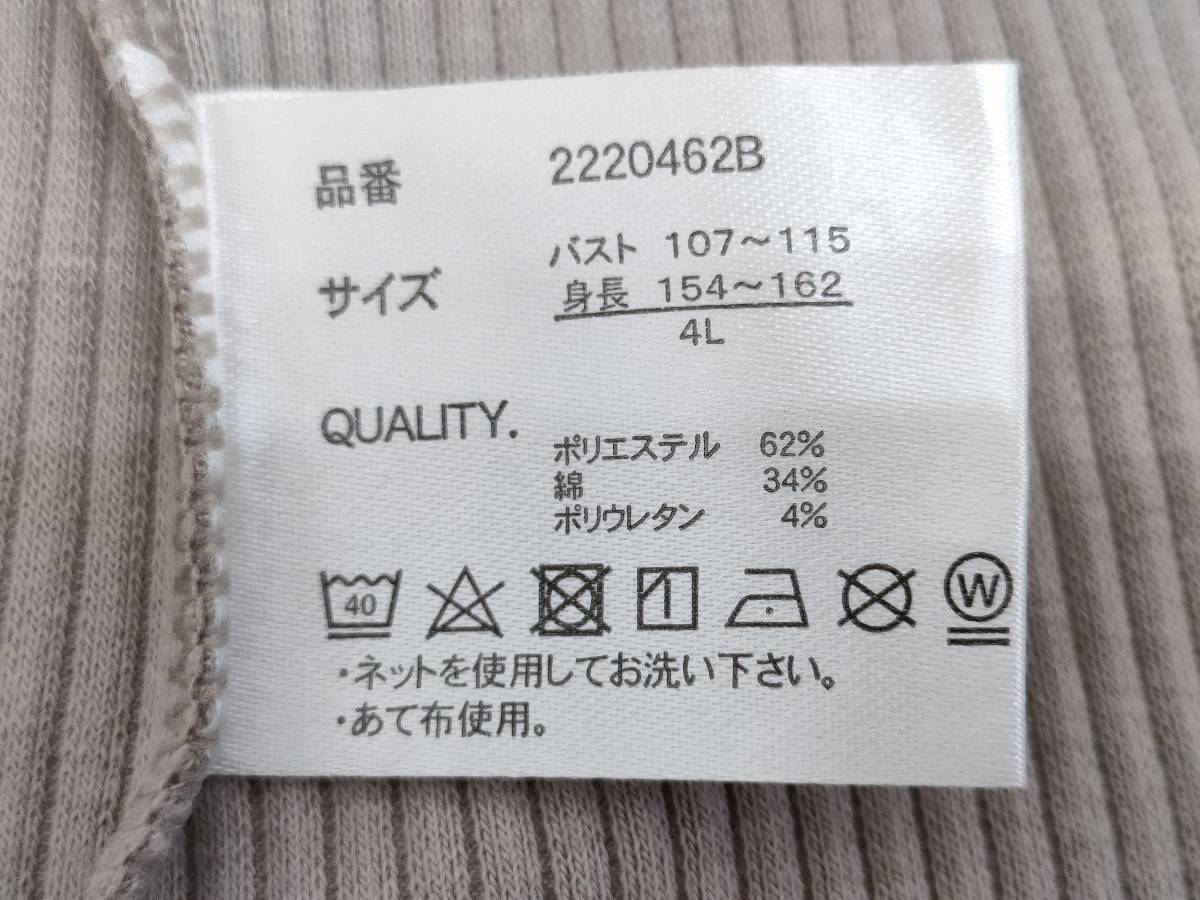 品番 2220462B
サイズ バスト 107～115
身長 154～162
4L
QUALITY.
ポリエステル 62%
綿 34%
ポリウレタン 4%
40
W
・ネットを使用してお洗い下さい。
・あて布使用。